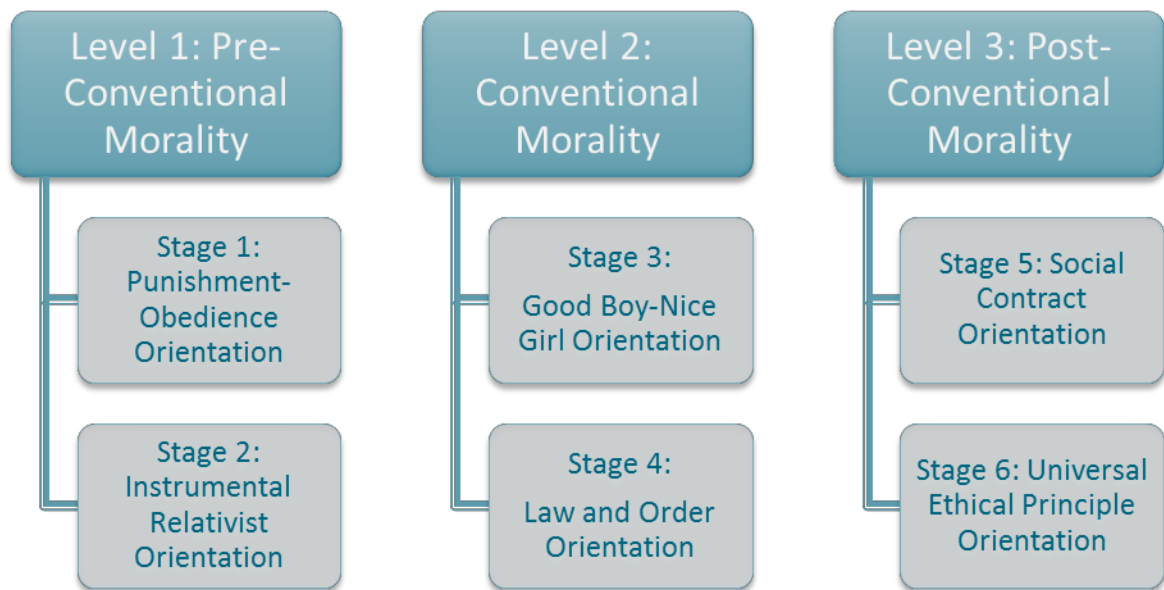 Level 1: Pre-
Conventional
Morality
Stage 1:
Punishment-
Obedience
Orientation
Stage 2:
Instrumental
Relativist
Orientation
Level 2:
Conventional
Morality
Stage 3:
Good Boy-Nice
Girl Orientation
Stage 4:
Law and Order
Orientation
Level 3: Post-
Conventional
Morality
Stage 5: Social
Contract
Orientation
Stage 6: Universal
Ethical Principle
Orientation